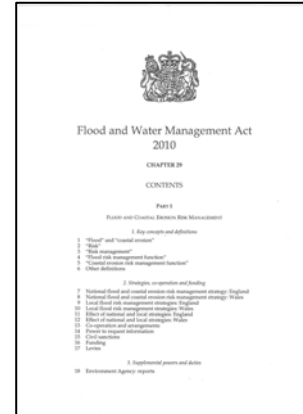 Flood and Water Management Act
2010
CHAPTER 29
CONTENTS
PART 1
FLOOD AND COASTAL EROSION RISK MANAGEMENT
1. Key concepts and definitions
1 "Flood" and "coastal erosion"
2 "Risk"
3 "Risk management"
4 "Flood risk management function"
5 "Coastal erosion risk management function"
6 Other definitions
2. Strategies, co-operation and funding
7 National flood and coastal erosion risk management strategy: England
8 National flood and coastal erosion risk management strategy: Wales
9 Local flood risk management strategies: England
10 Local flood risk management strategies: Wales
11 Effect of national and local strategies: England
12 Effect of national and local strategies: Wales
13 Co-operation and arrangements
14 Power to request information
15 Civil sanctions
16 Funding
17 Levies
3. Supplemental powers and duties
18 Environment Agency: reports